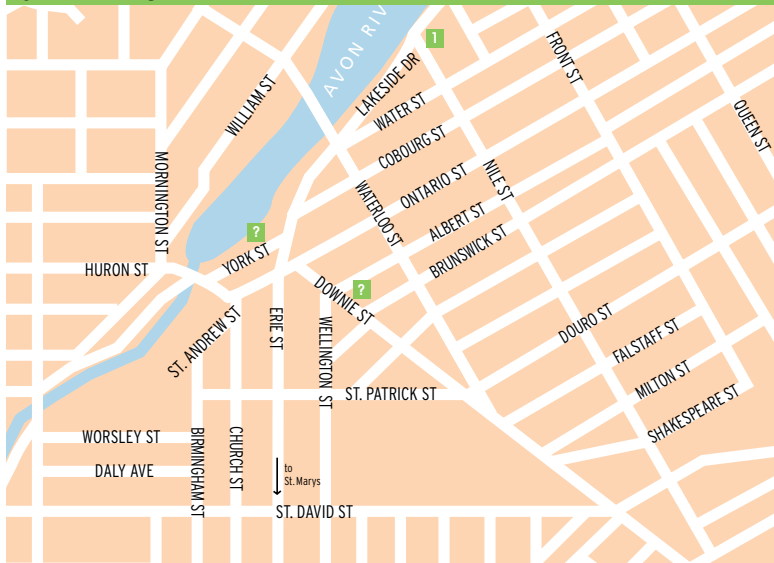 AVON RIV
1
LAKESIDE DR
FRONT ST
WILLIAM ST
WATER ST
QUEEN ST
COBOURG ST
MORNINGTON ST
ONTARIO ST
NILE ST
WATERLOO ST
ALBERT ST
?
BRUNSWICK ST
YORK ST
HURON ST
?
DOWNIE ST
ERIE ST
WELLINGTON ST
DOURO ST
ST. ANDREW ST
FALSTAFF ST
MILTON ST
ST. PATRICK ST
SHAKESPEARE ST
WORSLEY ST
BIRMINGHAM ST
CHURCH ST
DALY AVE
to
St. Marys
ST. DAVID ST